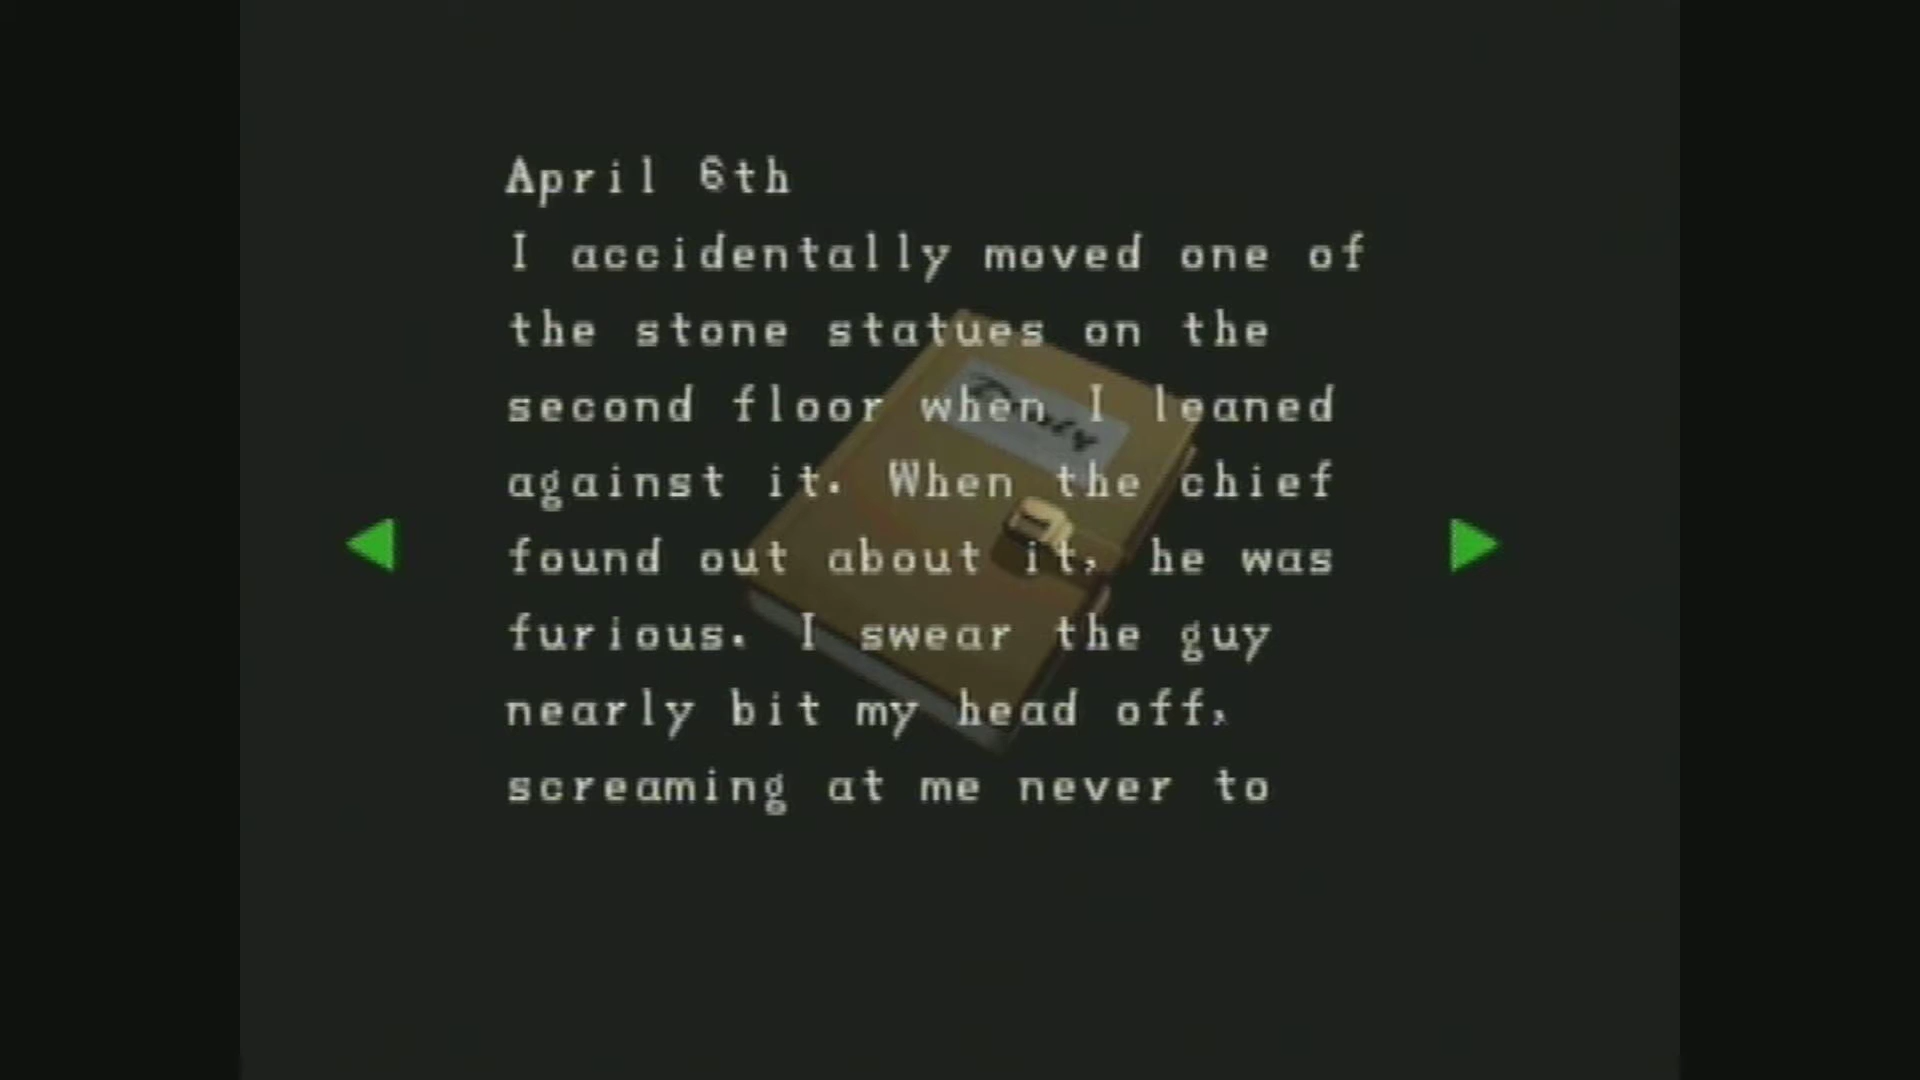 April 6th
I accidentally moved one of
the stone statues on the
second floor when I leaned
against it. When the chief
found out about it, he was
furious. I swear the guy
nearly bit my head off,
screaming at me never to